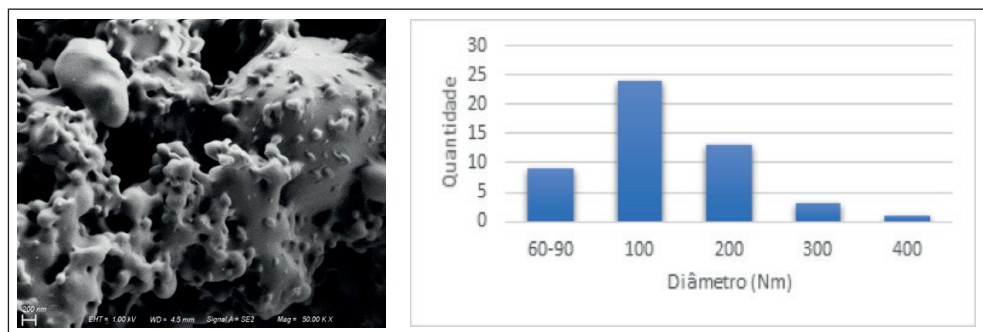 200 nm
EHT = 1.00 kV WD = 4.5 mm Signal A = SE2 Mag = 50.00 K X
30
25
20
15
10
5
0
Quantidade
60-90 100 200 300 400
Diâmetro (Nm)